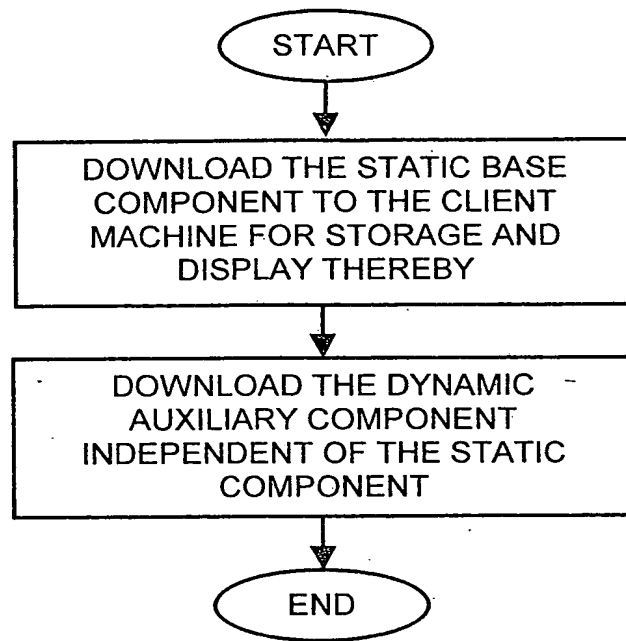 START
DOWNLOAD THE STATIC BASE
COMPONENT TO THE CLIENT
MACHINE FOR STORAGE AND
DISPLAY THEREBY
DOWNLOAD THE DYNAMIC
AUXILIARY COMPONENT
INDEPENDENT OF THE STATIC
COMPONENT
END